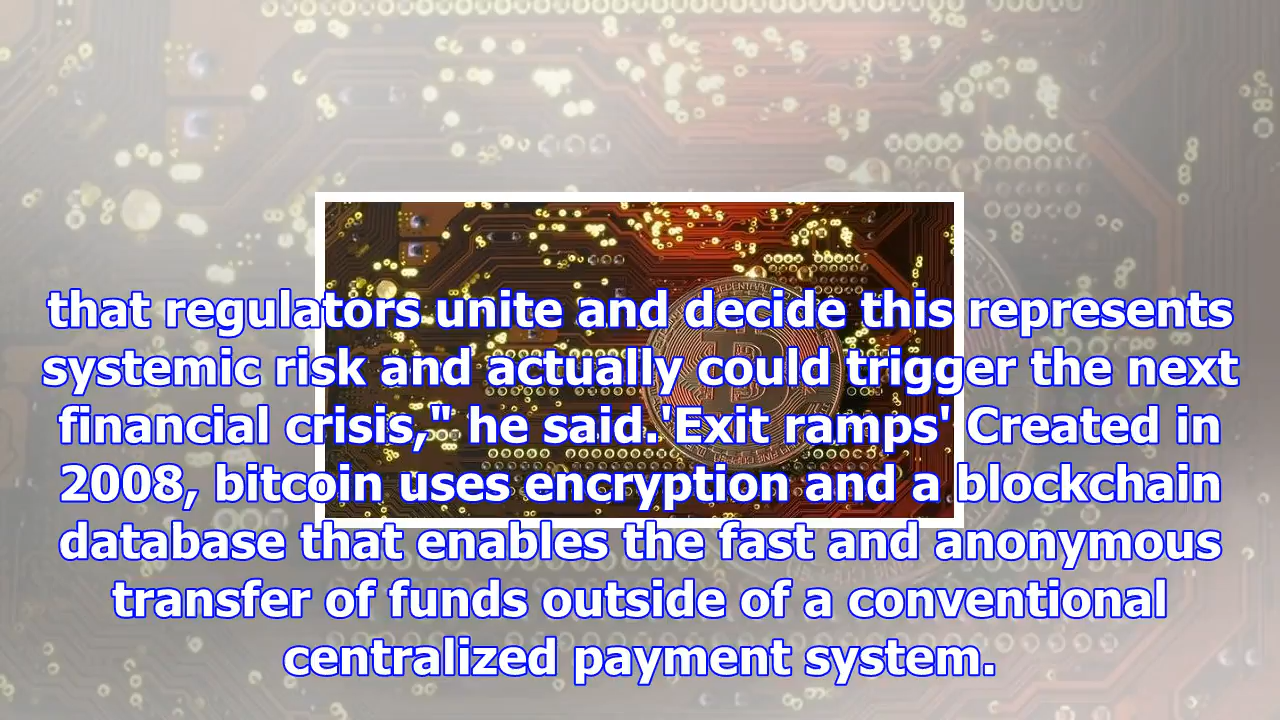 that regulators unite and decide this represents
systemic risk and actually could trigger the next
financial crisis," he said. 'Exit ramps' Created in
2008, bitcoin uses encryption and a blockchain
database that enables the fast and anonymous
transfer of funds outside of a conventional
centralized payment system.